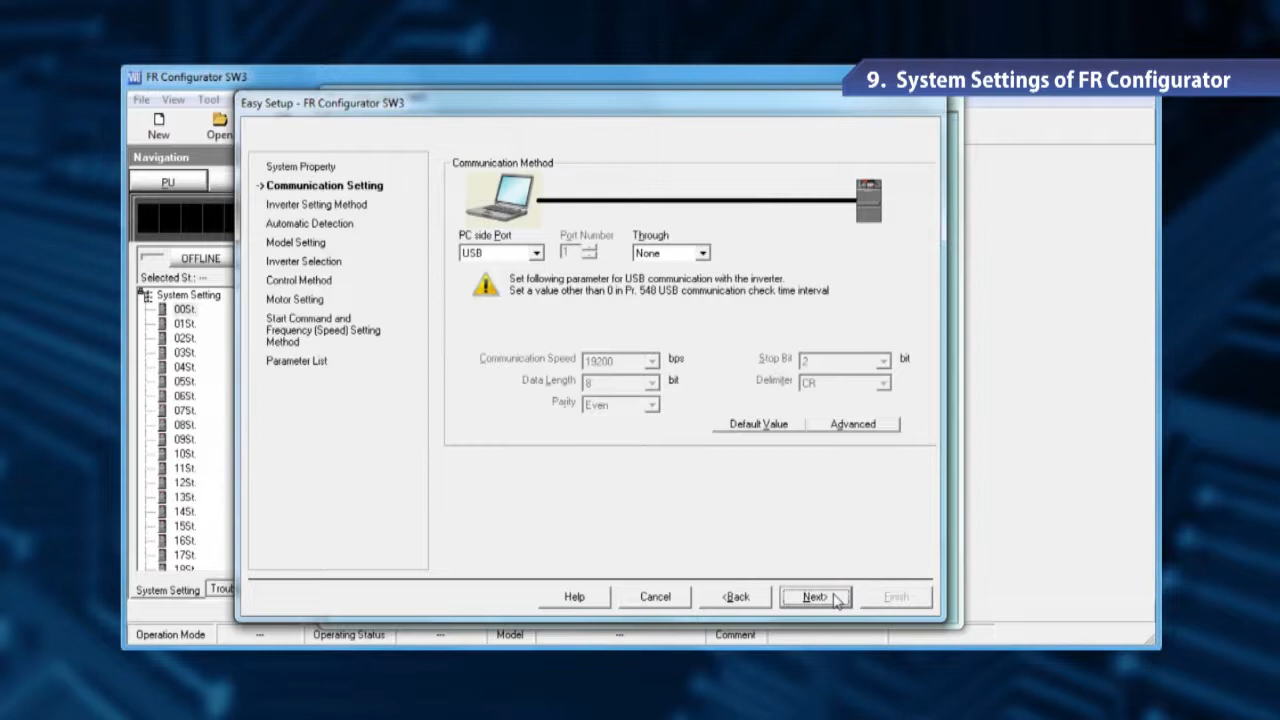 9. System Settings of FR Configurator
FR Configurator SW3
File View Tool
New Open
Navigation
PU
OFFLINE
Selected St.: ---
System Setting
00St.
01St.
02St.
03St.
04St.
05St.
06St.
07St.
08St.
09St.
10St.
11St.
12St.
13St.
14St.
15St.
16St.
17St.
18St.
System Setting Troub
Operation Mode --- Operating Status --- Model --- Comment
Easy Setup - FR Configurator SW3
System Property
-> Communication Setting
Inverter Setting Method
Automatic Detection
Model Setting
Inverter Selection
Control Method
Motor Setting
Start Command and
Frequency (Speed) Setting
Method
Parameter List
Communication Method
PC side Port Port Number Through
USB 1 None
Set following parameter for USB communication with the inverter.
Set a value other than 0 in Pr. 548 USB communication check time interval
Communication Speed 19200 bps Stop Bit 2 bit
Data Length 8 bit Delimiter CR
Parity Even
Default Value Advanced
Help Cancel <Back Next> Finish